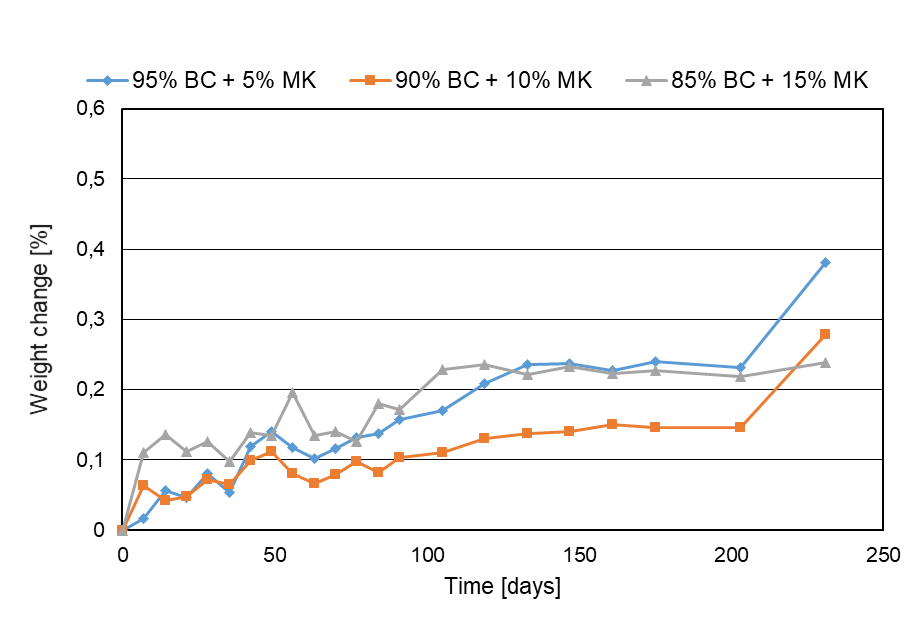 95% BC + 5% MK 90% BC + 10% MK 85% BC + 15% MK
0,6
0,5
0,4
0,3
0,2
0,1
0
Weight change [%]
0 50 100 150 200 250
Time [days]